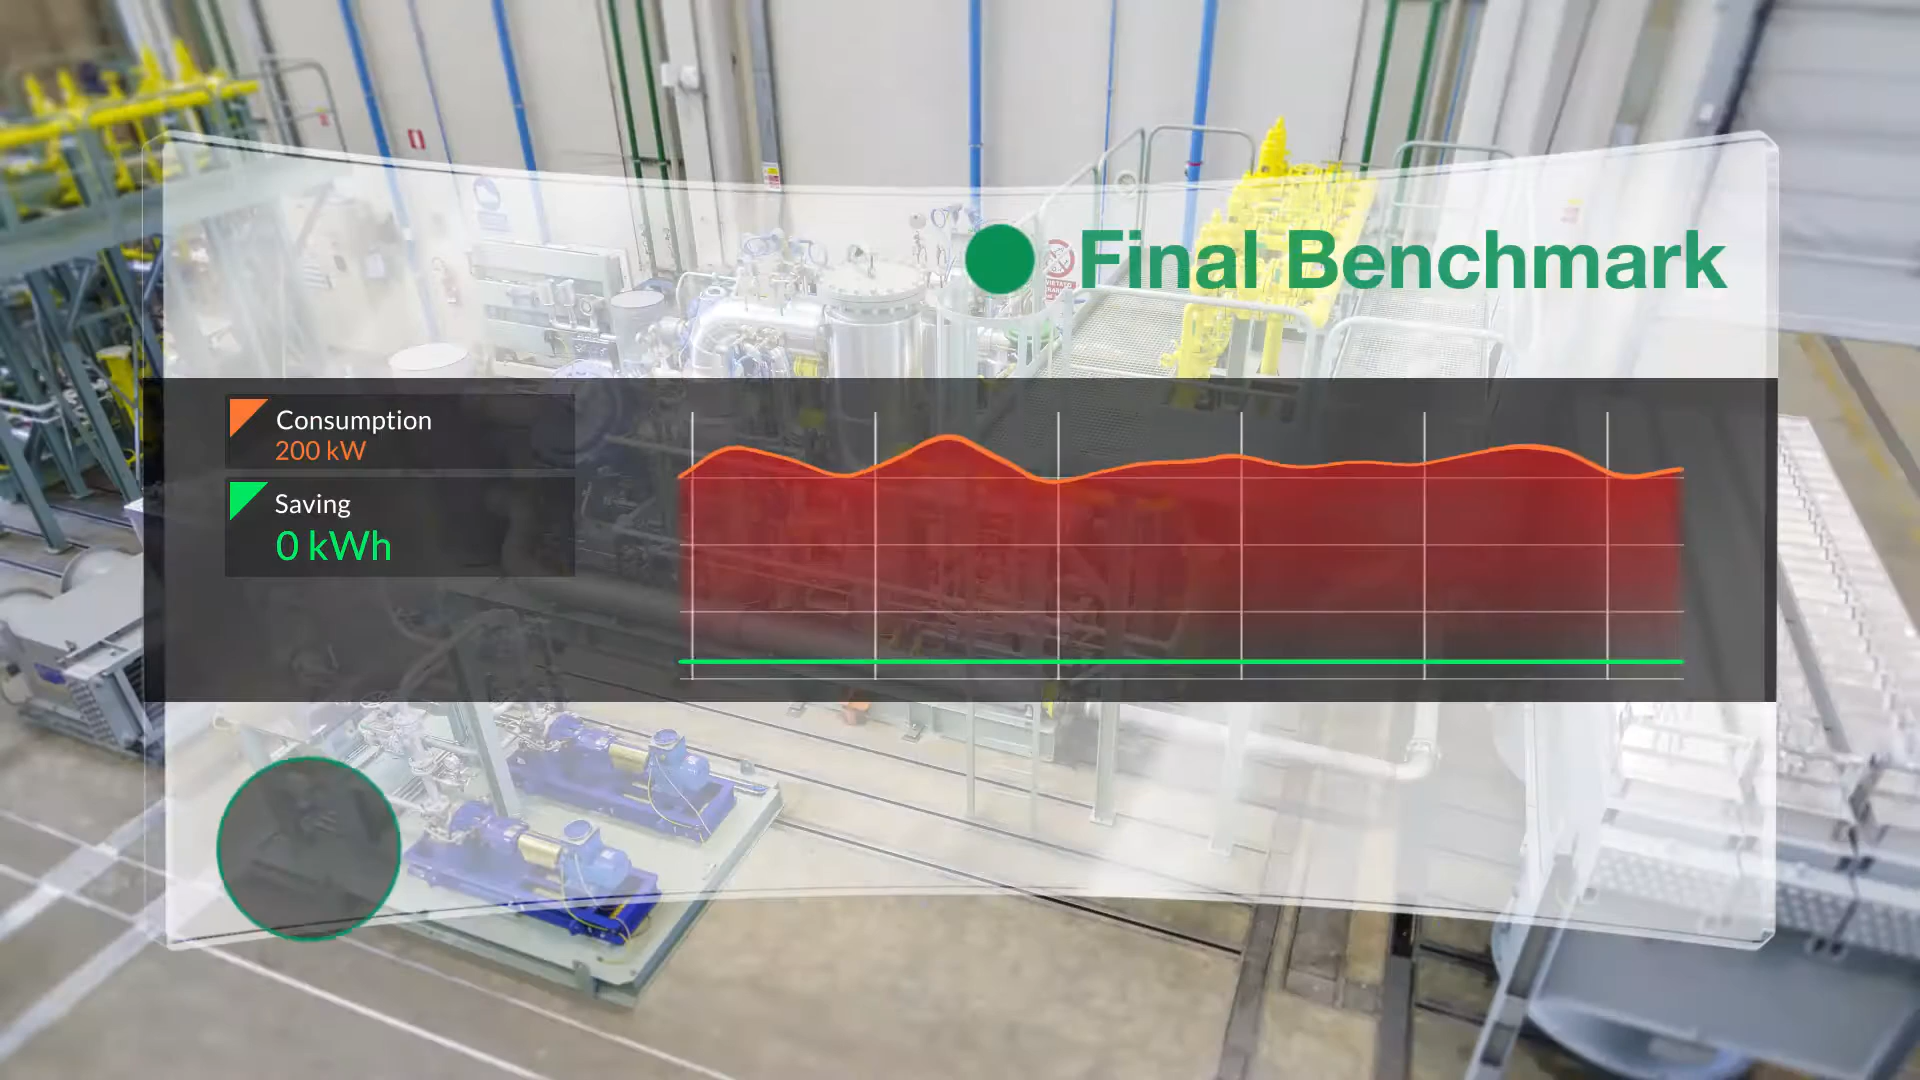 Final Benchmark
Consumption
200 kW
Saving
0 kWh